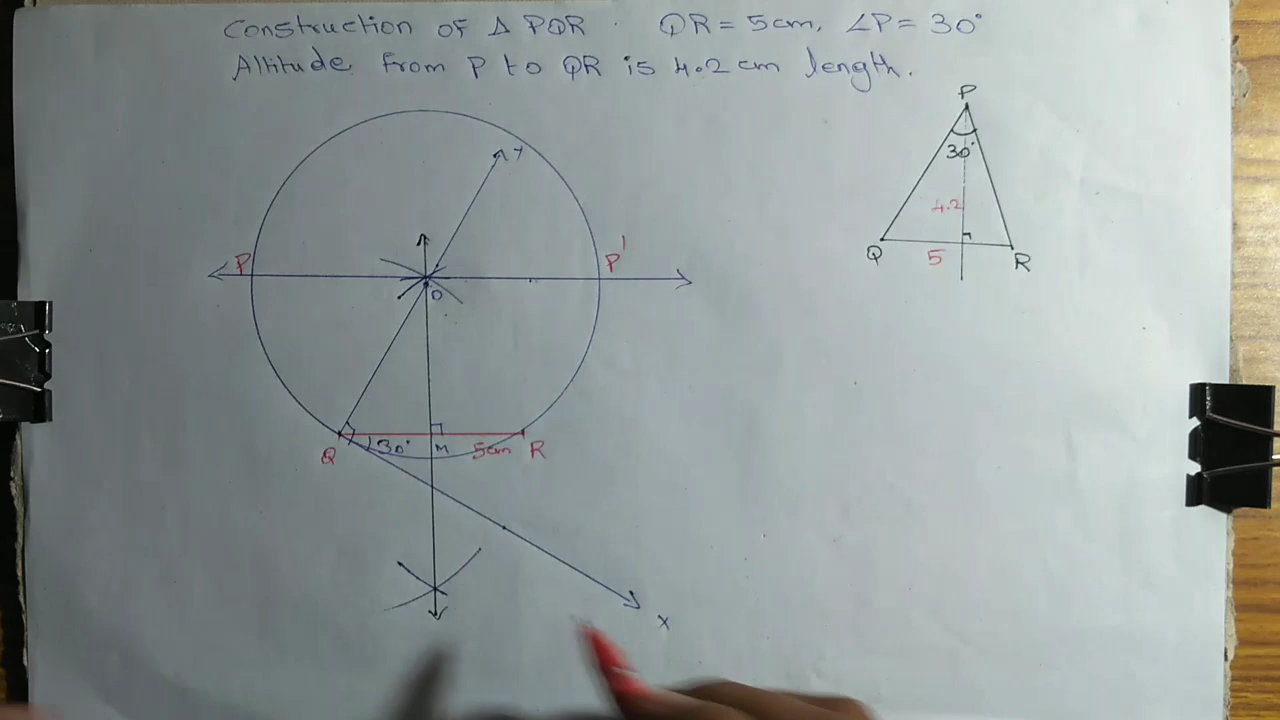 Construction of Δ PQR . QR = 5cm, ∠P = 30°
Altitude from P to QR is 4.2 cm length.
P
30°
4.2
Q
5
R
Y
P
P'
O
Q
30°
M
5cm
R
X